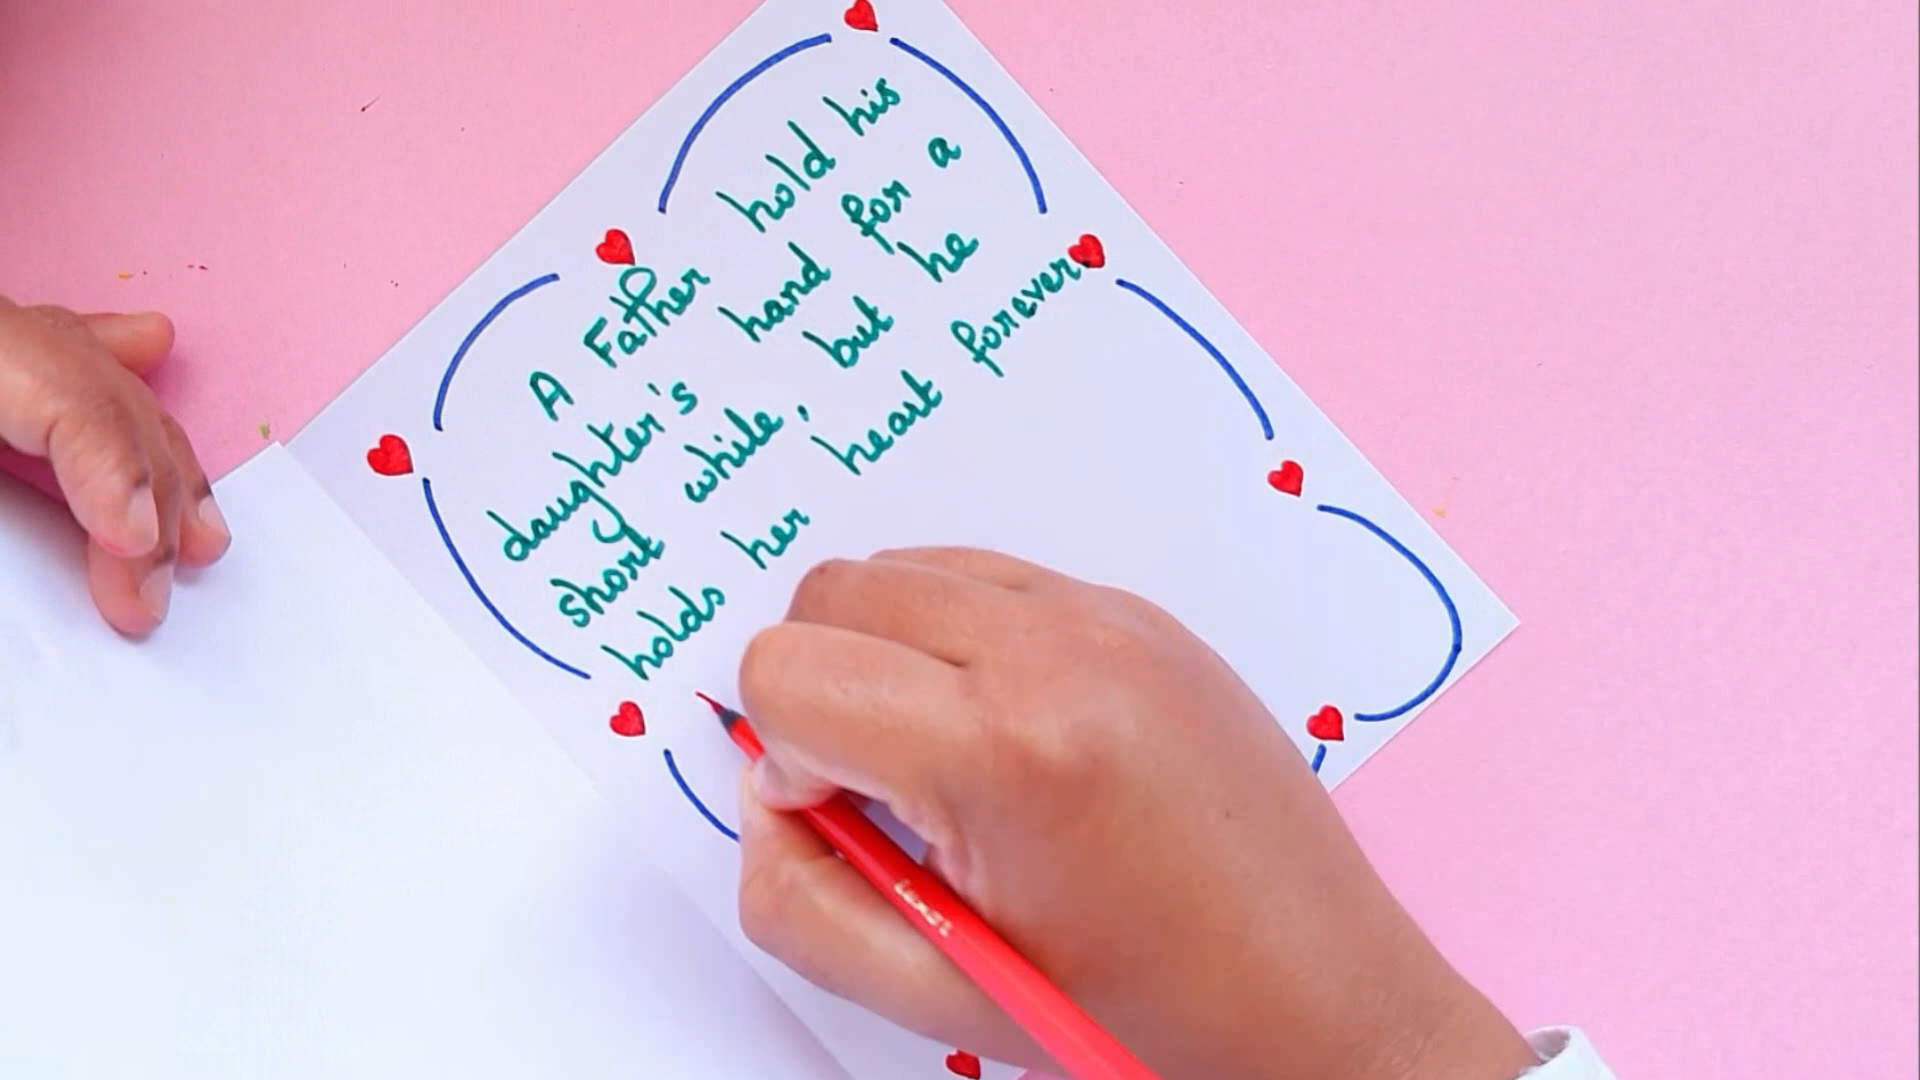 A Father hold his
daughter's hand for a
short while, but he
holds her heart forever